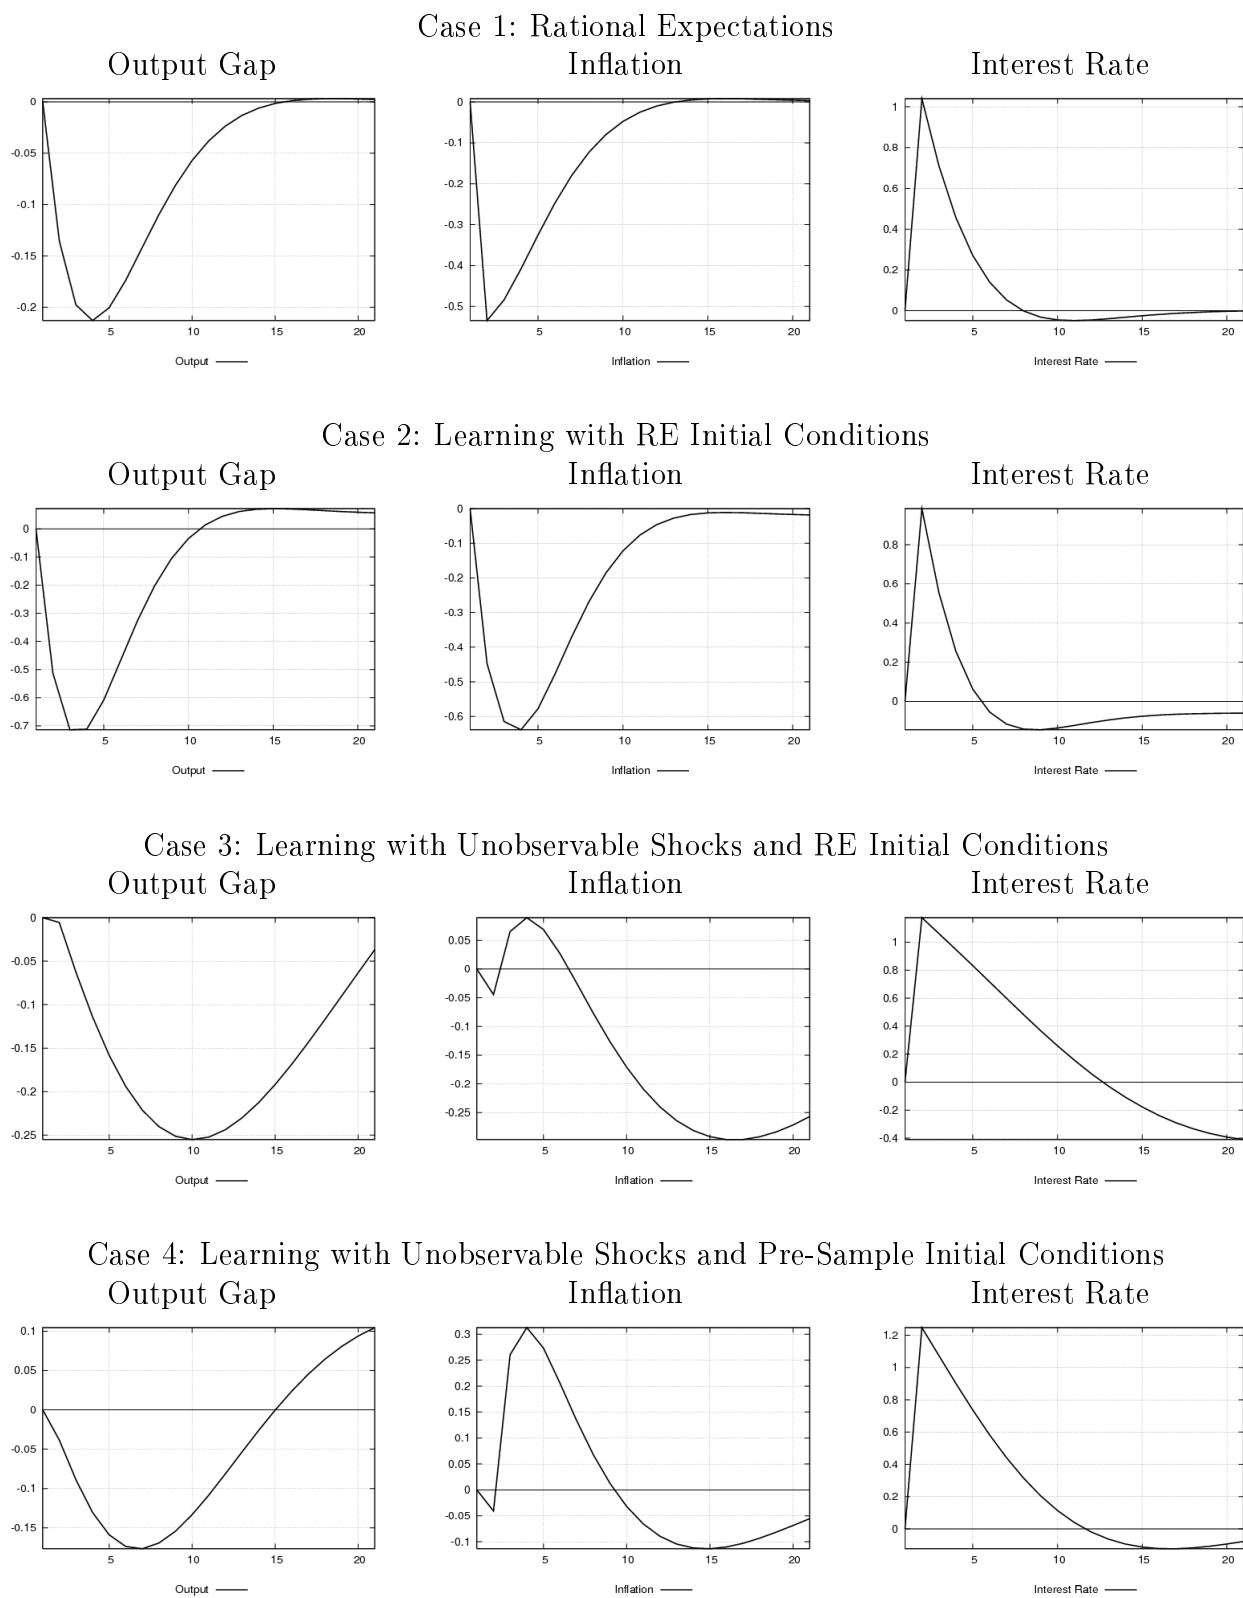 Case 1: Rational Expectations
Output Gap Inflation Interest Rate
0
-0.05
-0.1
-0.15
-0.2
5 10 15 20
Output
0
-0.1
-0.2
-0.3
-0.4
-0.5
5 10 15 20
Inflation
1
0.8
0.6
0.4
0.2
0
5 10 15 20
Interest Rate
Case 2: Learning with RE Initial Conditions
Output Gap Inflation Interest Rate
0
-0.1
-0.2
-0.3
-0.4
-0.5
-0.6
-0.7
5 10 15 20
Output
0
-0.1
-0.2
-0.3
-0.4
-0.5
-0.6
5 10 15 20
Inflation
0.8
0.6
0.4
0.2
0
5 10 15 20
Interest Rate
Case 3: Learning with Unobservable Shocks and RE Initial Conditions
Output Gap Inflation Interest Rate
0
-0.05
-0.1
-0.15
-0.2
-0.25
5 10 15 20
Output
0.05
0
-0.05
-0.1
-0.15
-0.2
-0.25
5 10 15 20
Inflation
1
0.8
0.6
0.4
0.2
0
-0.2
-0.4
5 10 15 20
Interest Rate
Case 4: Learning with Unobservable Shocks and Pre-Sample Initial Conditions
Output Gap Inflation Interest Rate
0.1
0.05
0
-0.05
-0.1
-0.15
5 10 15 20
Output
0.3
0.25
0.2
0.15
0.1
0.05
0
-0.05
-0.1
5 10 15 20
Inflation
1.2
1
0.8
0.6
0.4
0.2
0
5 10 15 20
Interest Rate